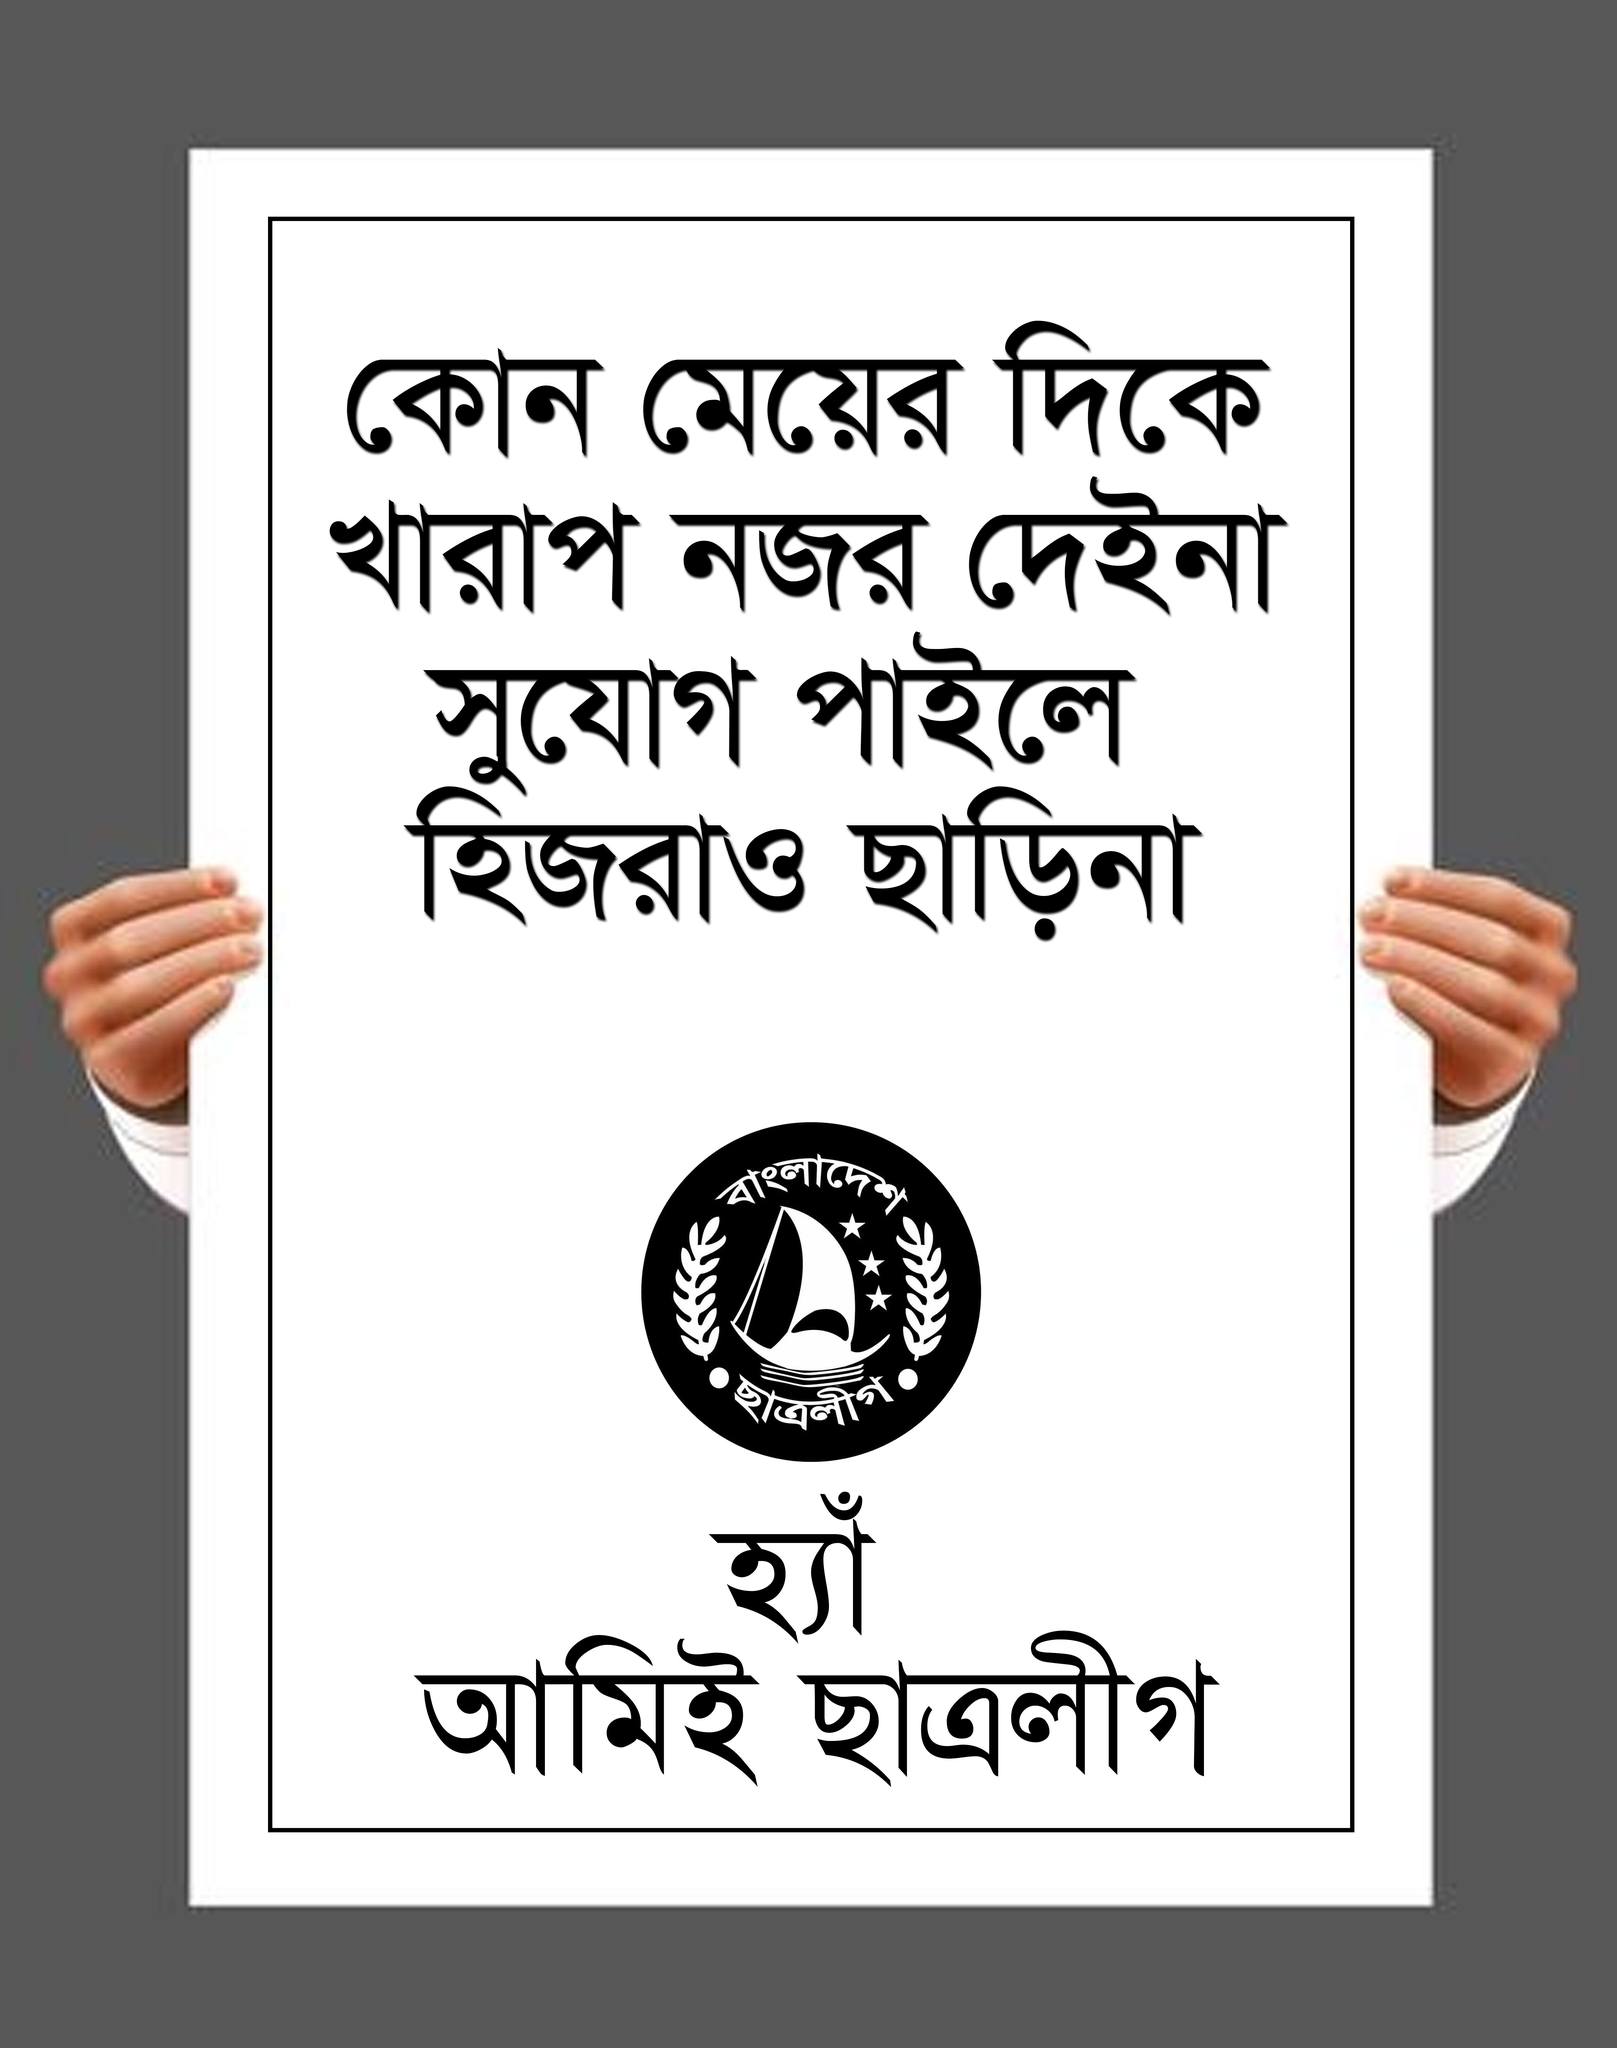 কোন মেয়ের দিকে
খারাপ নজর দেইনা
সুযোগ পাইলে
হিজরাও ছাড়িনা
বাংলাদেশ
ছাত্রলীগ
হ্যাঁ
আমিই ছাত্রলীগ